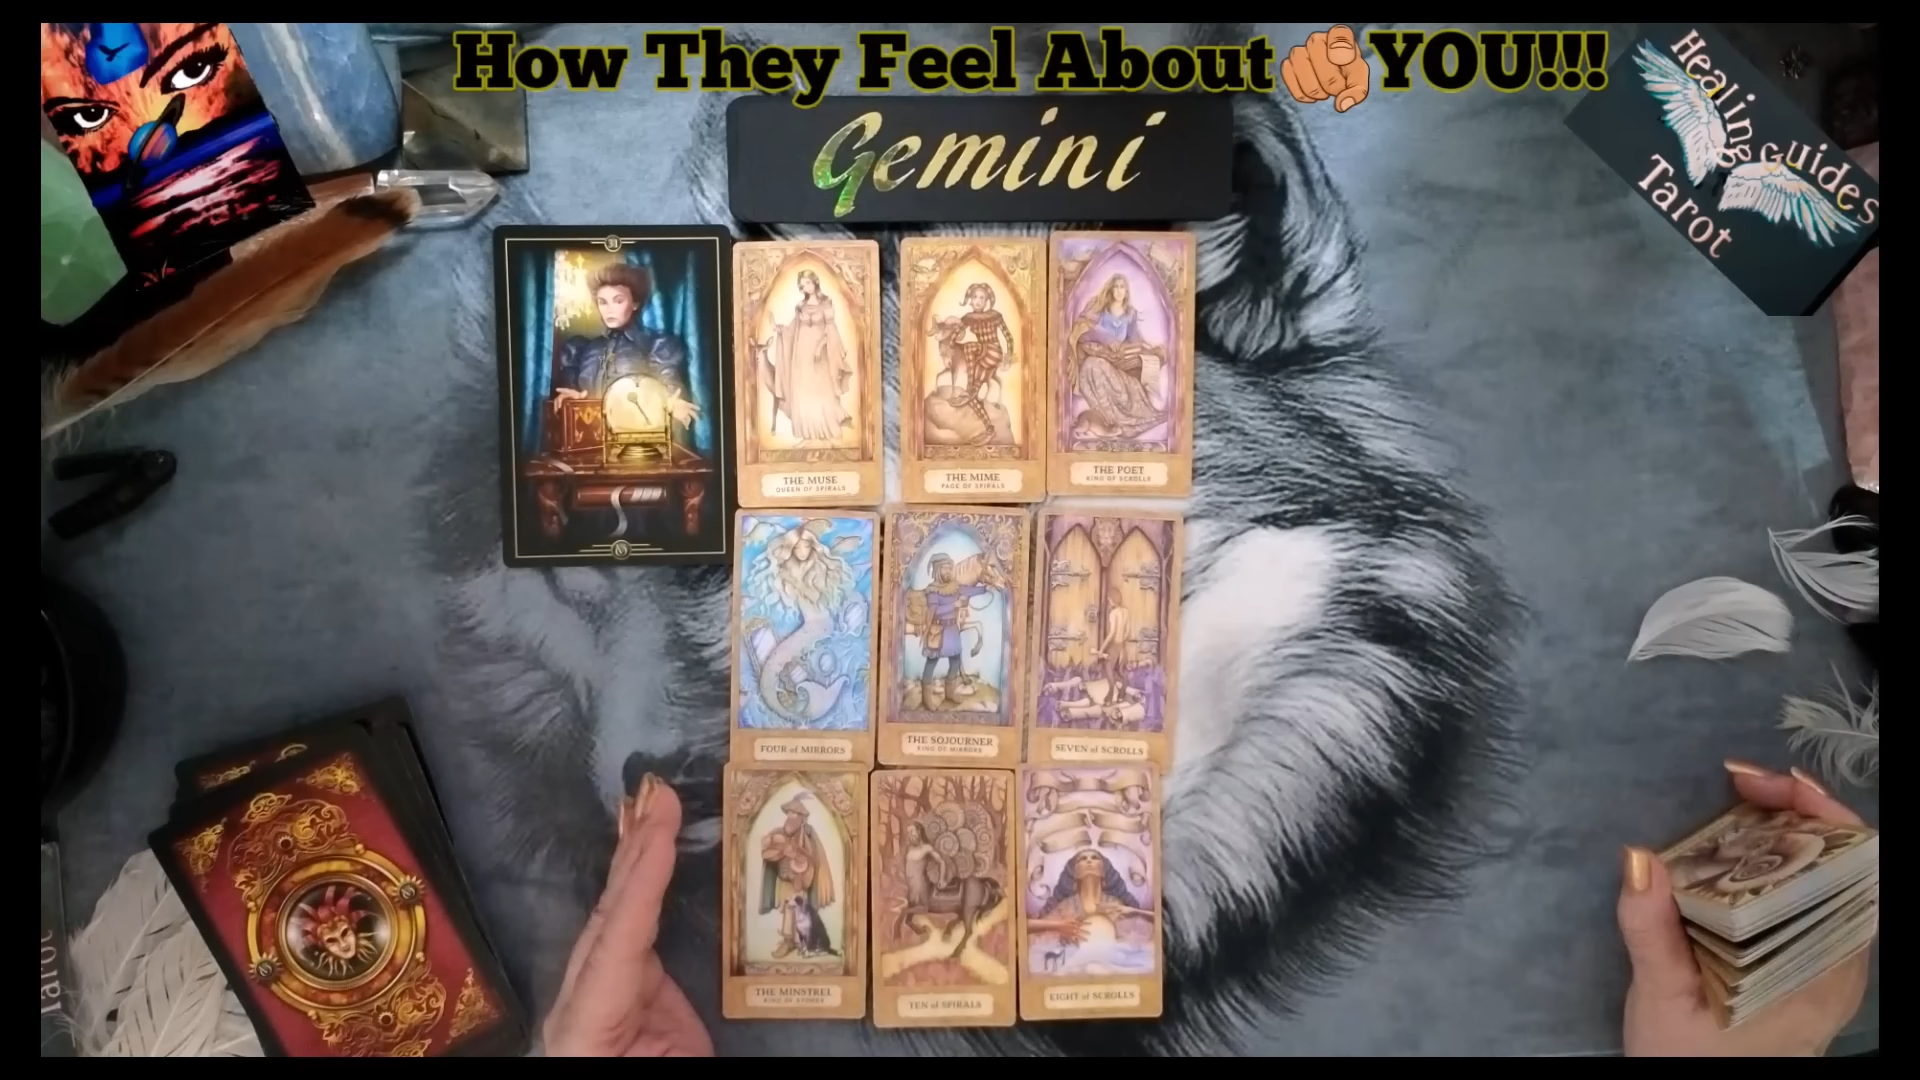 How They Feel About YOU!!!
Gemini
Healing
Guides
Tarot
31
THE MUSE
QUEEN OF SPIRALS
THE MIME
PAGE OF SPIRALS
THE POET
KING OF SCROLLS
FOUR of MIRRORS
THE SOJOURNER
KING OF MIRRORS
SEVEN of SCROLLS
THE MINSTREL
KING OF STONES
TEN of SPIRALS
EIGHT of SCROLLS